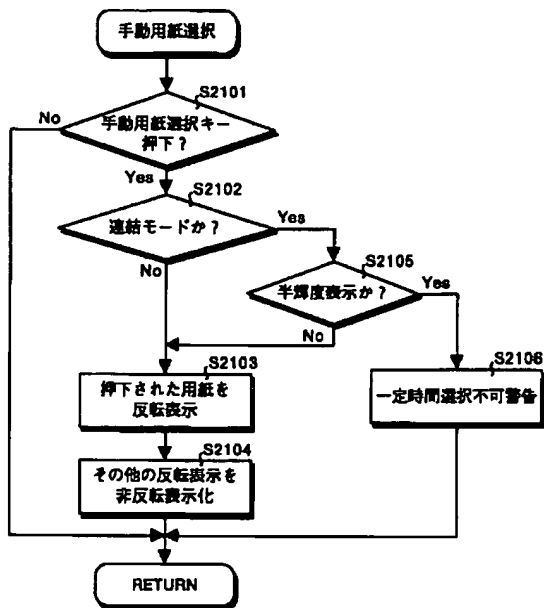 手動用紙選択
S2101
No
手動用紙選択キー
押下？
Yes
S2102
連結モードか？
Yes
No
S2105
半輝度表示か？
Yes
No
S2103
押下された用紙を
反転表示
S2106
一定時間選択不可警告
S2104
その他の反転表示を
非反転表示化
RETURN